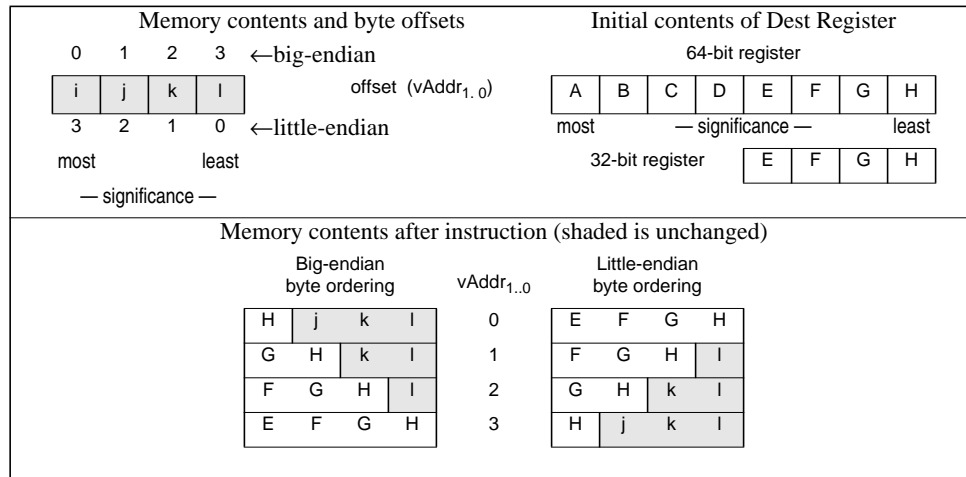 Memory contents and byte offsets
Initial contents of Dest Register
0 1 2 3 ←big-endian
64-bit register
i j k l
offset (vAddr1. 0)
A B C D E F G H
3 2 1 0 ←little-endian
most — significance — least
most least
32-bit register E F G H
— significance —
Memory contents after instruction (shaded is unchanged)
Big-endian
byte ordering
vAddr1..0
Little-endian
byte ordering
H j k l 0 E F G H
G H k l 1 F G H l
F G H l 2 G H k l
E F G H 3 H j k l